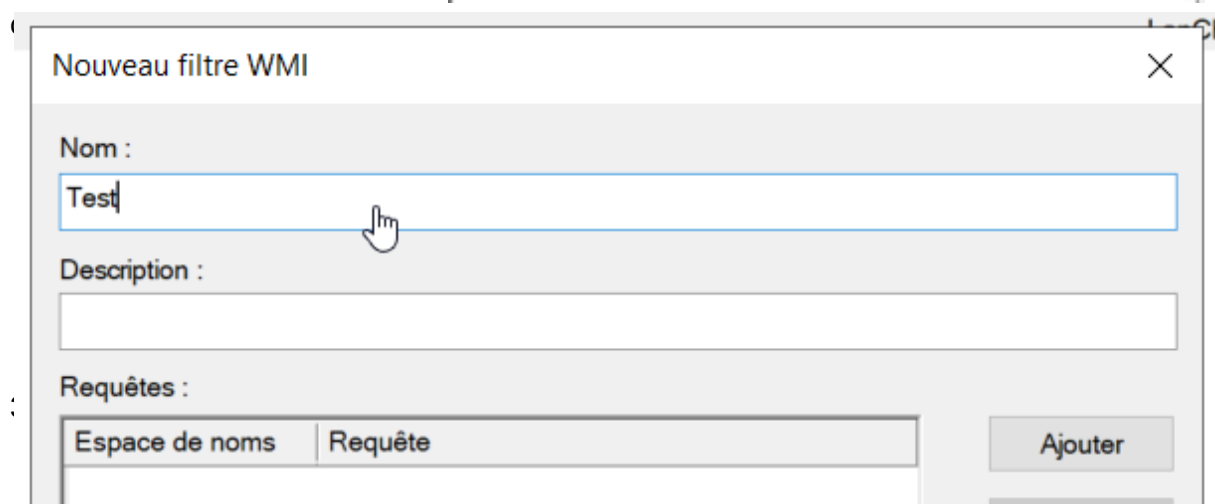 Nouveau filtre WMI
Nom :
Test
Description :
Requêtes :
Espace de noms Requête
Ajouter